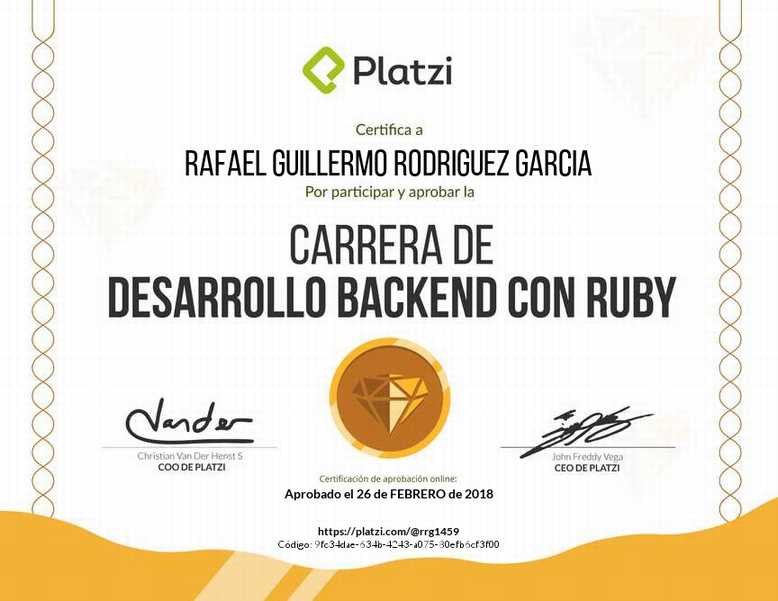 Platzi
Certifica a
RAFAEL GUILLERMO RODRIGUEZ GARCIA
Por participar y aprobar la
CARRERA DE
DESARROLLO BACKEND CON RUBY
Vander
Christian Van Der Henst S
COO DE PLATZI
John Freddy Vega
CEO DE PLATZI
Certificación de aprobación online:
Aprobado el 26 de FEBRERO de 2018
https://platzi.com/@rrg1459
Código: 9fc34dae-634b-4243-a075-80efb6cf3f00